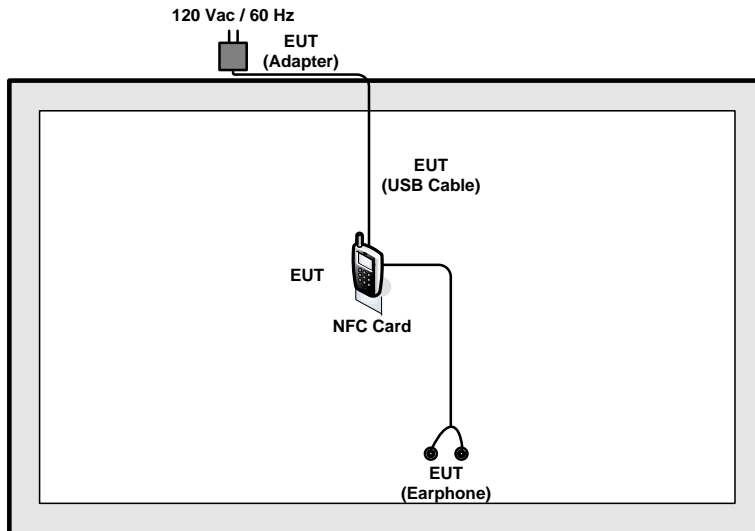 120 Vac / 60 Hz
EUT
(Adapter)
EUT
(USB Cable)
EUT
NFC Card
EUT
(Earphone)